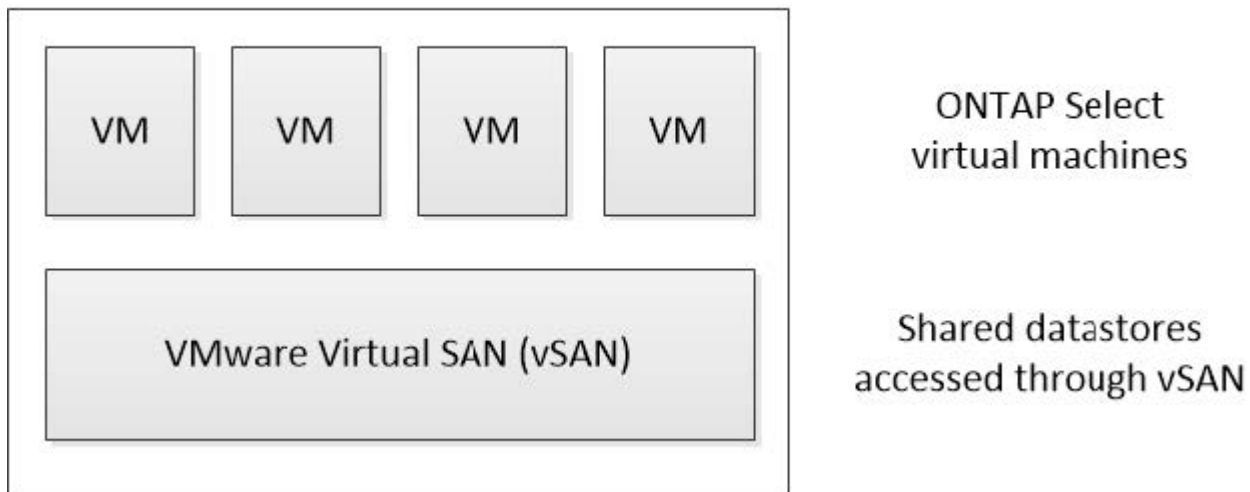 VM VM VM VM
ONTAP Select
virtual machines
VMware Virtual SAN (vSAN)
Shared datastores
accessed through vSAN